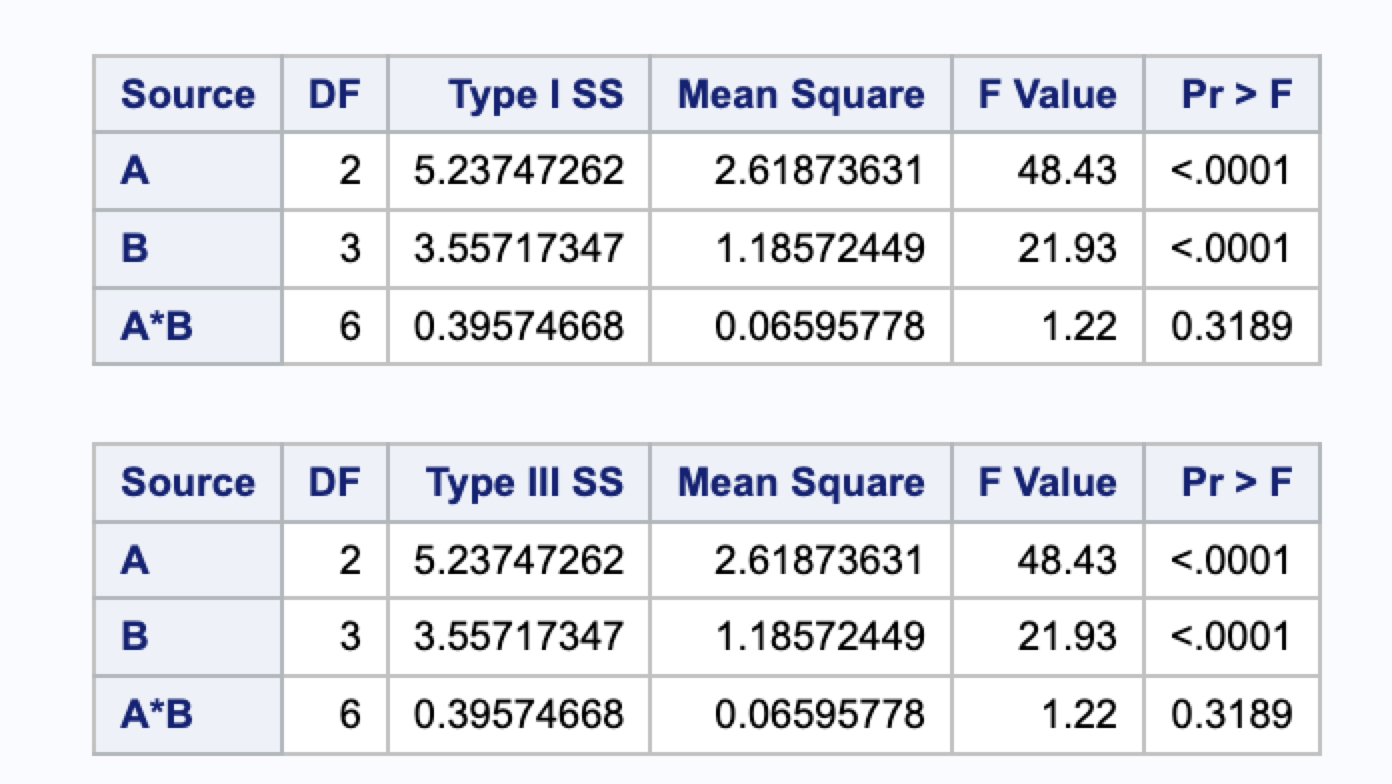 Source DF Type I SS Mean Square F Value Pr > F
A 2 5.23747262 2.61873631 48.43 <.0001
B 3 3.55717347 1.18572449 21.93 <.0001
A*B 6 0.39574668 0.06595778 1.22 0.3189
Source DF Type III SS Mean Square F Value Pr > F
A 2 5.23747262 2.61873631 48.43 <.0001
B 3 3.55717347 1.18572449 21.93 <.0001
A*B 6 0.39574668 0.06595778 1.22 0.3189